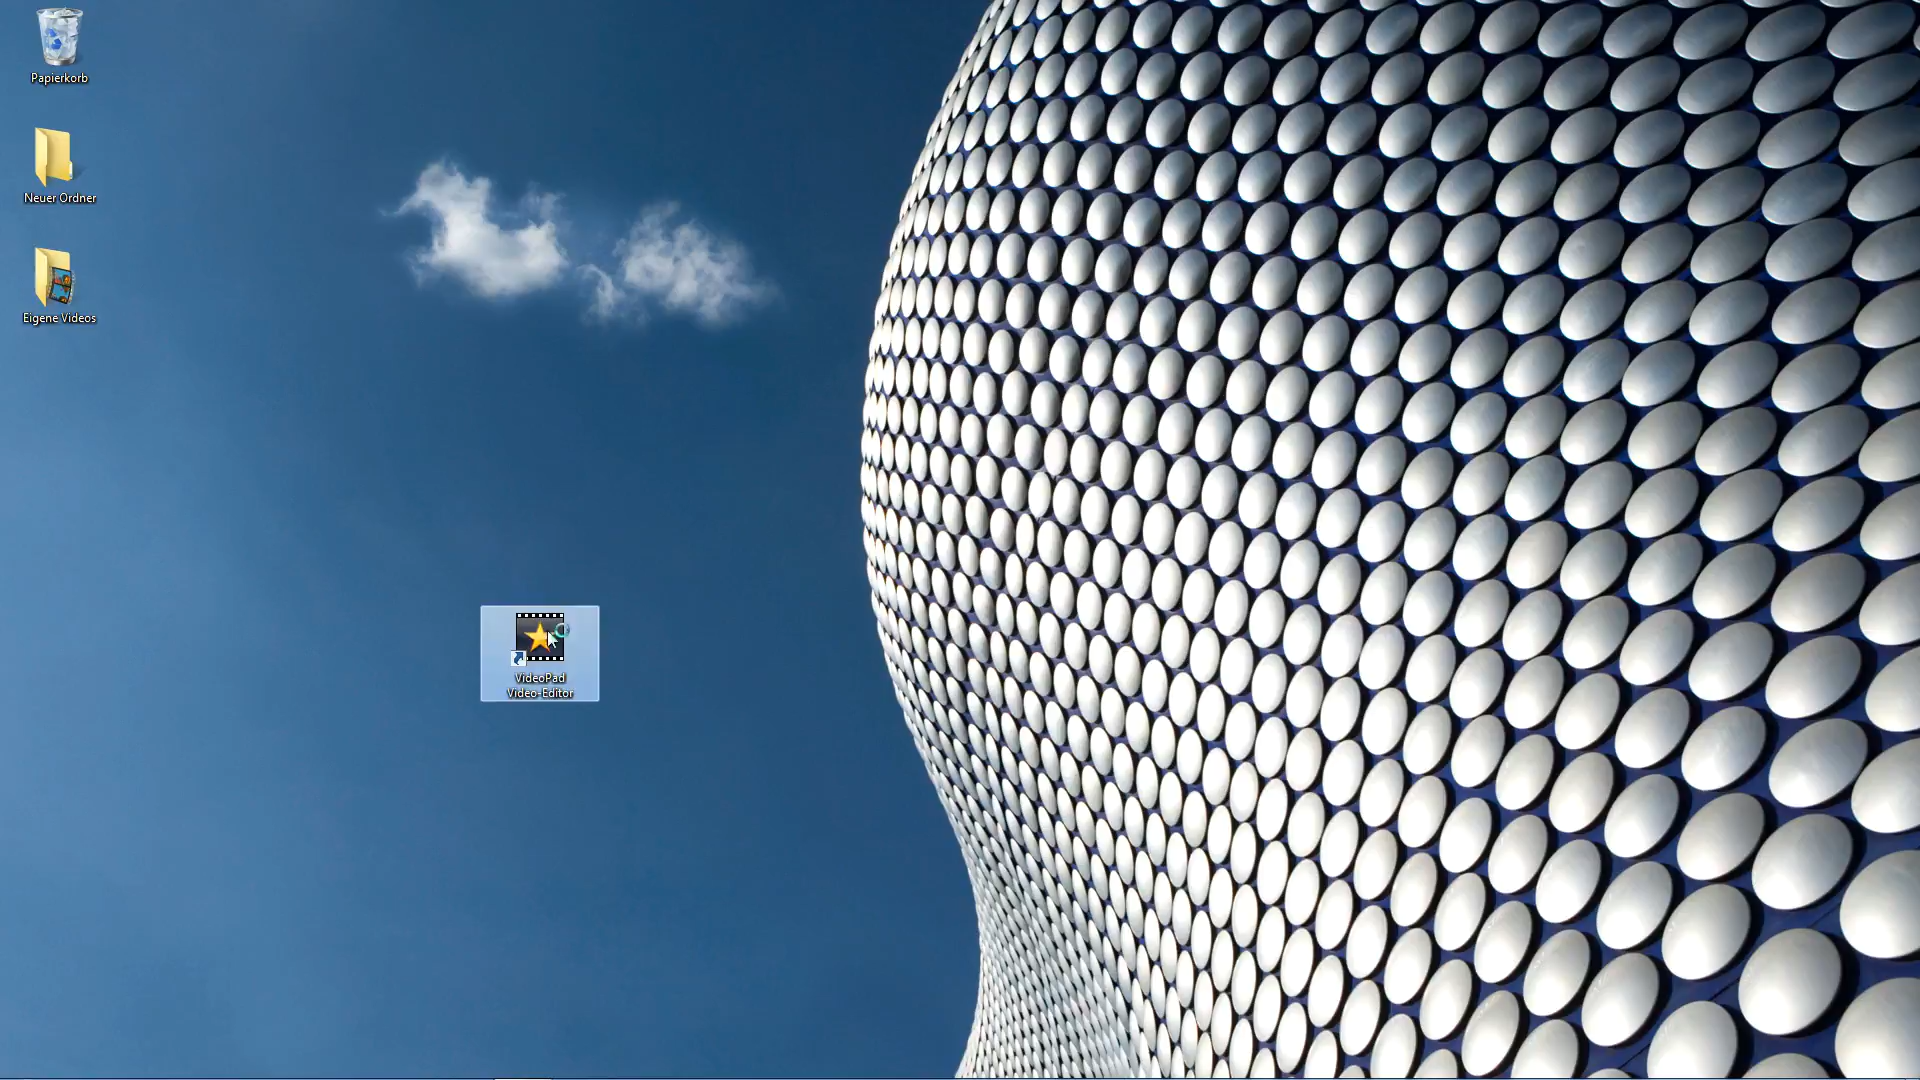 Papierkorb
Neuer Ordner
Eigene Videos
VideoPad
Video-Editor